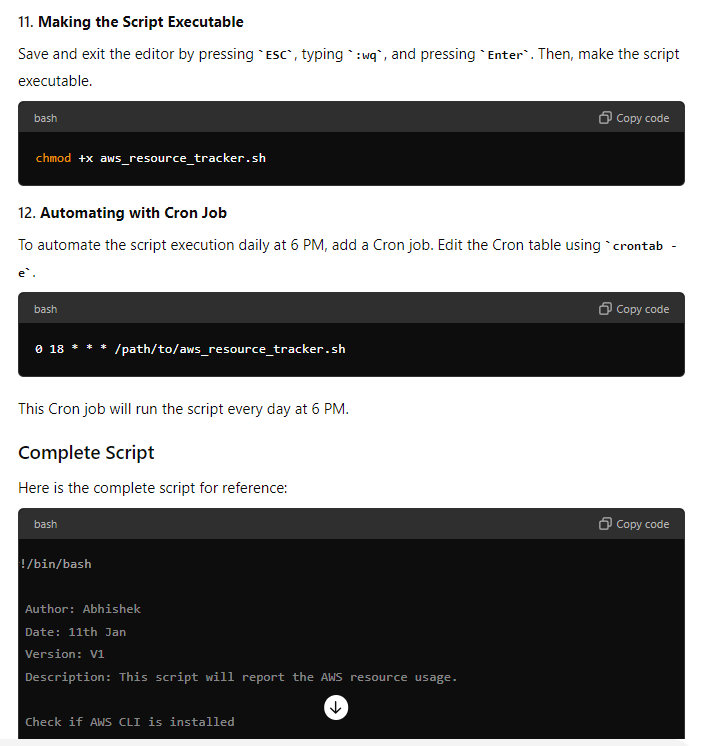 11. Making the Script Executable
Save and exit the editor by pressing `ESC`, typing `:wq`, and pressing `Enter`. Then, make the script
executable.
bash
Copy code
chmod +x aws_resource_tracker.sh
12. Automating with Cron Job
To automate the script execution daily at 6 PM, add a Cron job. Edit the Cron table using `crontab -
e`.
bash
Copy code
0 18 * * * /path/to/aws_resource_tracker.sh
This Cron job will run the script every day at 6 PM.
Complete Script
Here is the complete script for reference:
bash
Copy code
!/bin/bash
Author: Abhishek
Date: 11th Jan
Version: V1
Description: This script will report the AWS resource usage.
Check if AWS CLI is installed